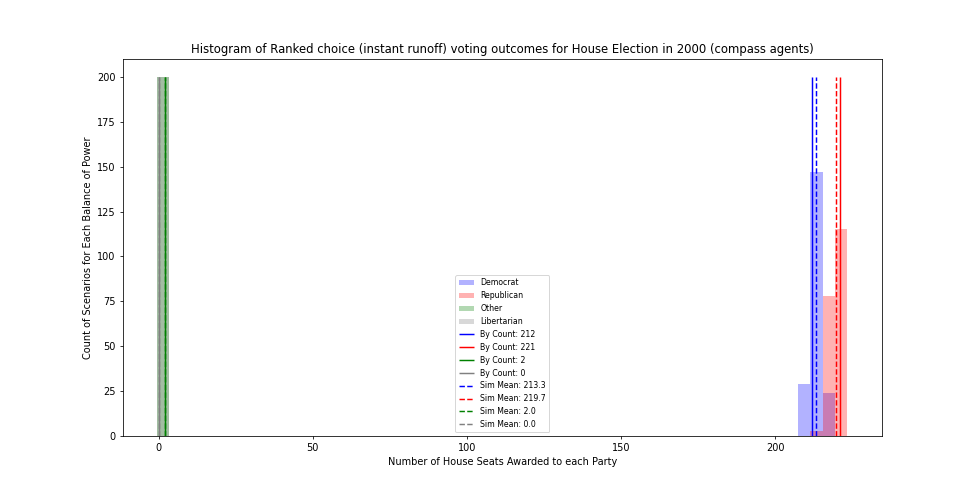 Histogram of Ranked choice (instant runoff) voting outcomes for House Election in 2000 (compass agents)
Count of Scenarios for Each Balance of Power
200
175
150
125
100
75
50
25
0
Democrat
Republican
Other
Libertarian
By Count: 212
By Count: 221
By Count: 2
By Count: 0
Sim Mean: 213.3
Sim Mean: 219.7
Sim Mean: 2.0
Sim Mean: 0.0
0 50 100 150 200
Number of House Seats Awarded to each Party